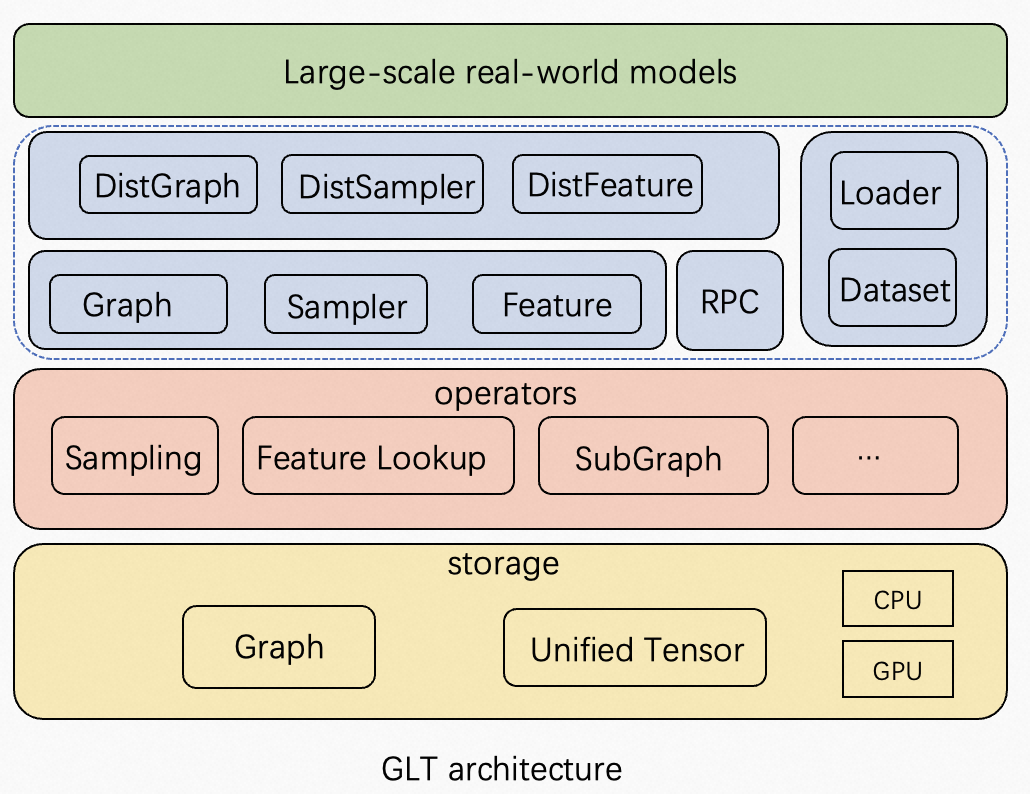 Large-scale real-world models
DistGraph
DistSampler
DistFeature
Loader
Dataset
Graph
Sampler
Feature
RPC
operators
Sampling
Feature Lookup
SubGraph
...
storage
Graph
Unified Tensor
CPU
GPU
GLT architecture